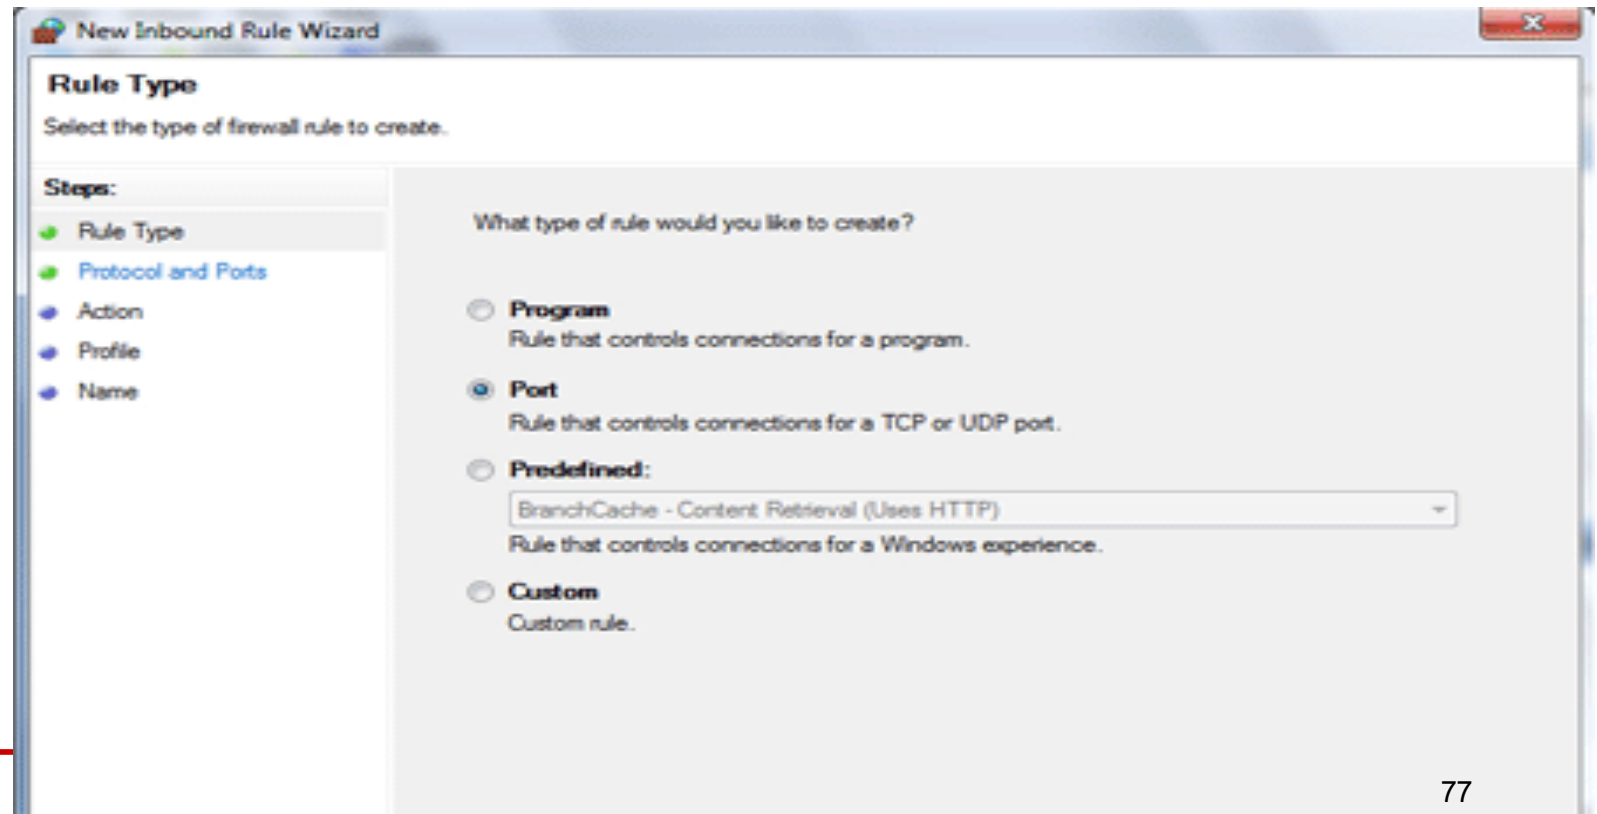 New Inbound Rule Wizard
Rule Type
Select the type of firewall rule to create.
Steps:
Rule Type
Protocol and Ports
Action
Profile
Name
What type of rule would you like to create?
Program
Rule that controls connections for a program.
Port
Rule that controls connections for a TCP or UDP port.
Predefined:
BranchCache - Content Retrieval (Uses HTTP)
Rule that controls connections for a Windows experience.
Custom
Custom rule.
77